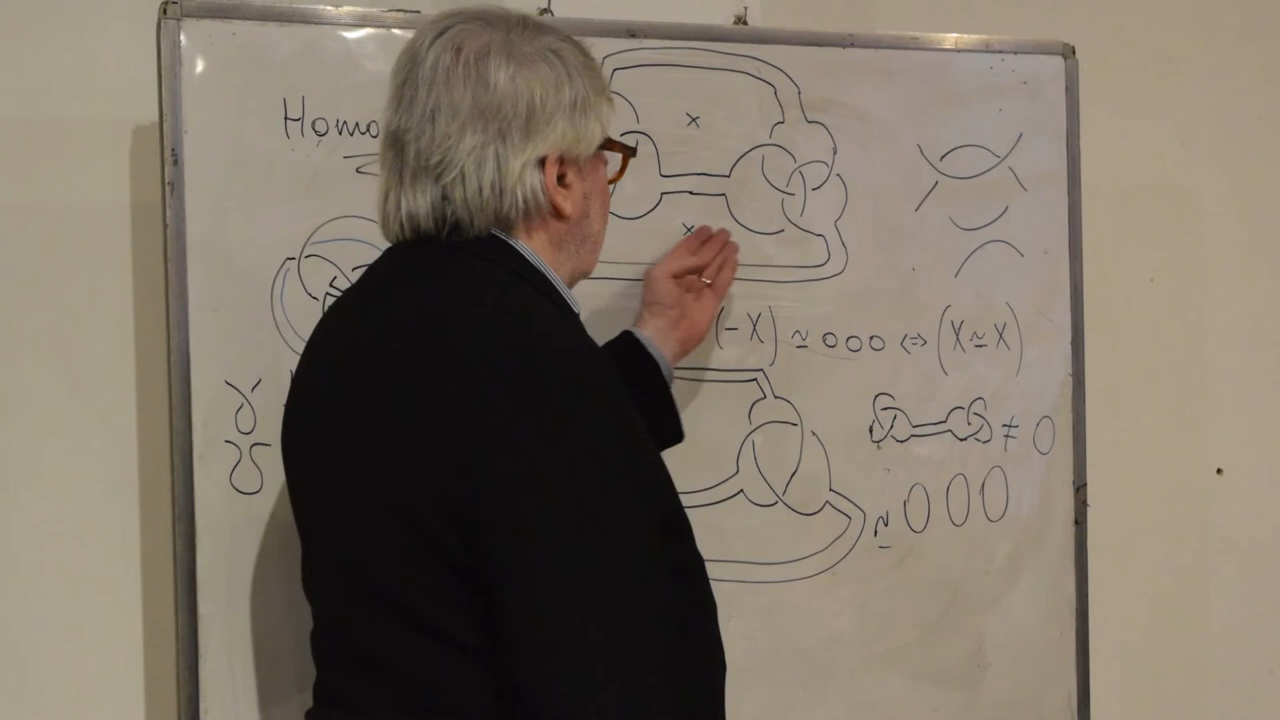 Homo
x
x
(-X) ≃ 000 ⇔ (X ≃ X)
≠ 0
≃ 000